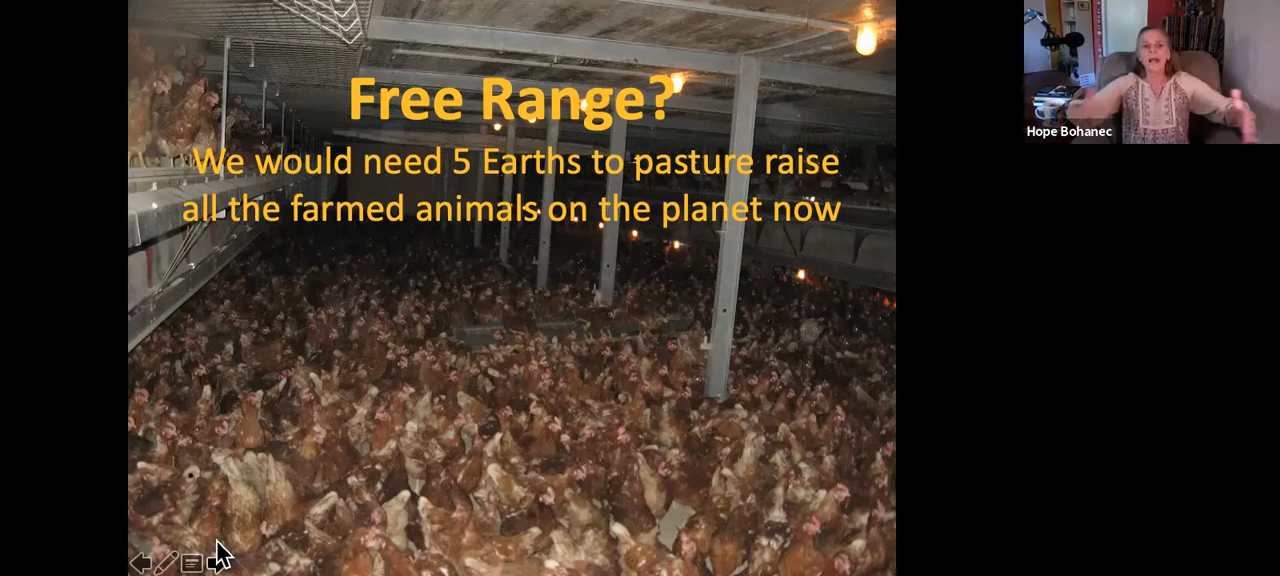 Free Range?
We would need 5 Earths to pasture raise
all the farmed animals on the planet now
Hope Bohanec